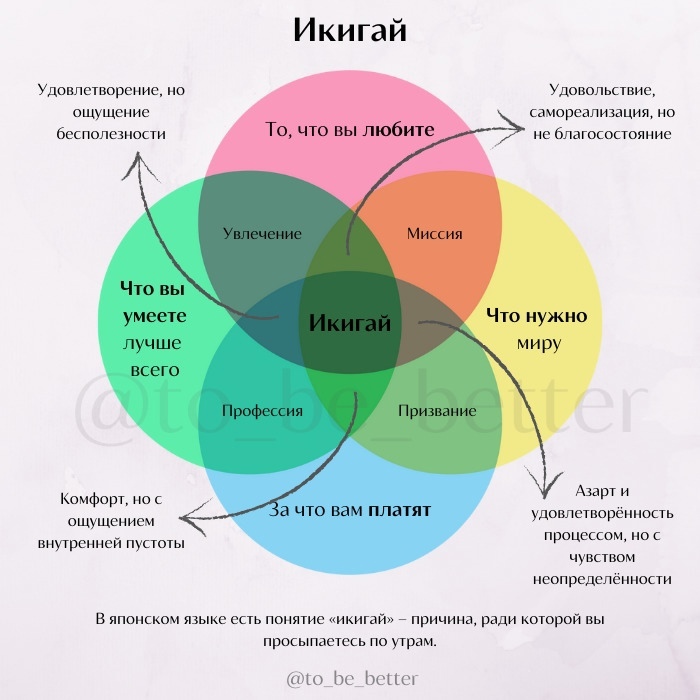 Икигай
Удовлетворение, но
ощущение
бесполезности
Удовольствие,
самореализация, но
не благосостояние
То, что вы любите
Увлечение
Миссия
Что вы
умеете
лучше
всего
Икигай
Что нужно
миру
@to_be_better
Профессия
Призвание
Комфорт, но с
ощущением
внутренней пустоты
За что вам платят
Азарт и
удовлетворённость
процессом, но с
чувством
неопределённости
В японском языке есть понятие «икигай» – причина, ради которой вы
просыпаетесь по утрам.
@to_be_better